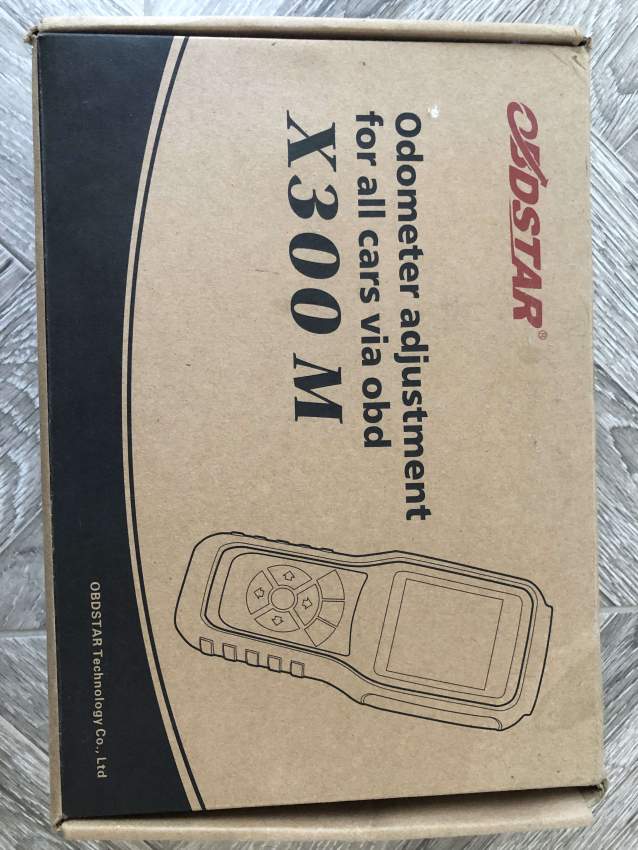 OBDSTAR®
Odometer adjustment
for all cars via obd
X300 M
OBDSTAR Technology Co., Ltd